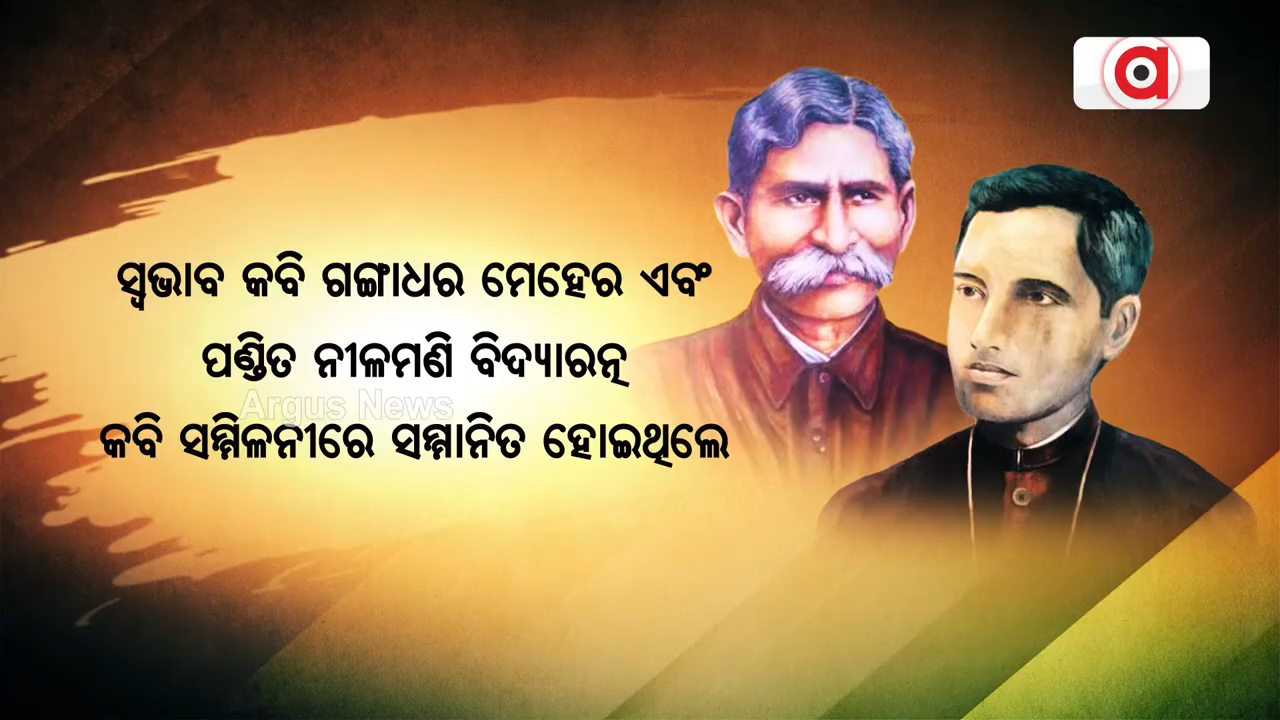 ସ୍ୱଭାବ କବି ଗଙ୍ଗାଧର ମେହେର ଏବଂ
ପଣ୍ଡିତ ନୀଳମଣି ବିଦ୍ୟାରତ୍ନ
Argus News
କବି ସମ୍ମିଳନୀରେ ସମ୍ମାନିତ ହୋଇଥିଲେ